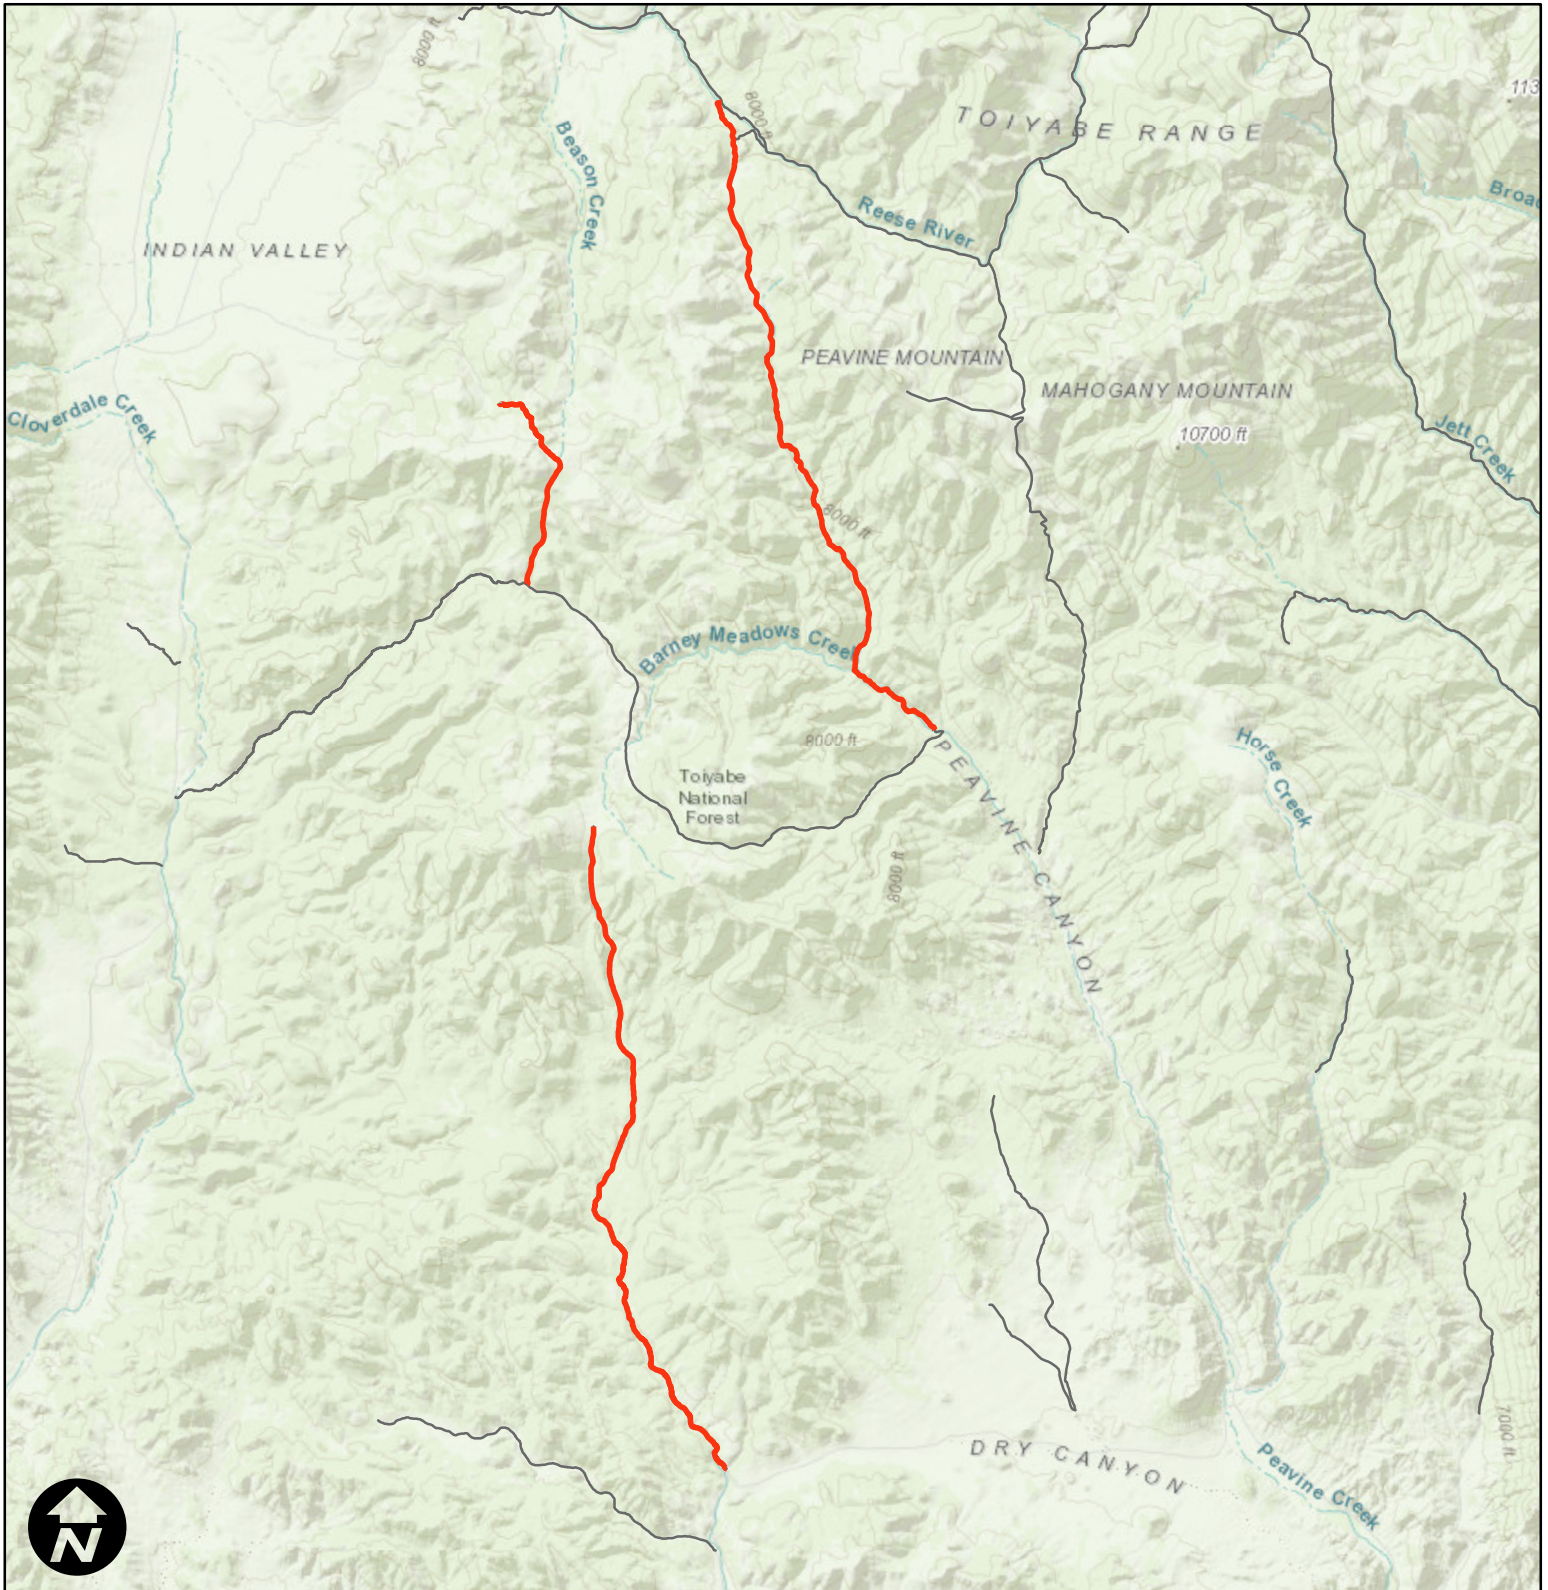 8000 ft
8000 ft
TOIYABE RANGE
113
Beason Creek
Broad
Reese River
INDIAN VALLEY
PEAVINE MOUNTAIN
MAHOGANY MOUNTAIN
Cloverdale Creek
10700 ft
Jett Creek
8000 ft
Barney Meadows Creek
8000 ft
Horse Creek
Toiyabe
National
Forest
PEAVINE CANYON
8000 ft
7000 ft
DRY CANYON
Peavine Creek
N